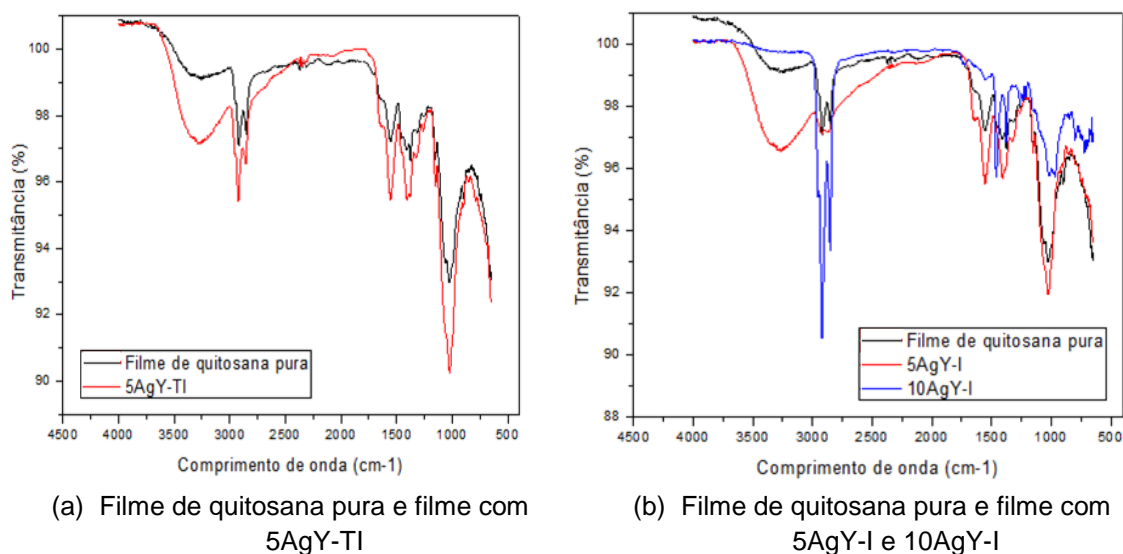 Transmitância (%)
100
98
96
94
92
90
4500
4000
3500
3000
2500
2000
1500
1000
500
Comprimento de onda (cm-1)
Filme de quitosana pura
5AgY-TI
(a) Filme de quitosana pura e filme com
5AgY-TI
Transmitância (%)
100
98
96
94
92
90
88
4500
4000
3500
3000
2500
2000
1500
1000
500
Comprimento de onda (cm-1)
Filme de quitosana pura
5AgY-I
10AgY-I
(b) Filme de quitosana pura e filme com
5AgY-I e 10AgY-I